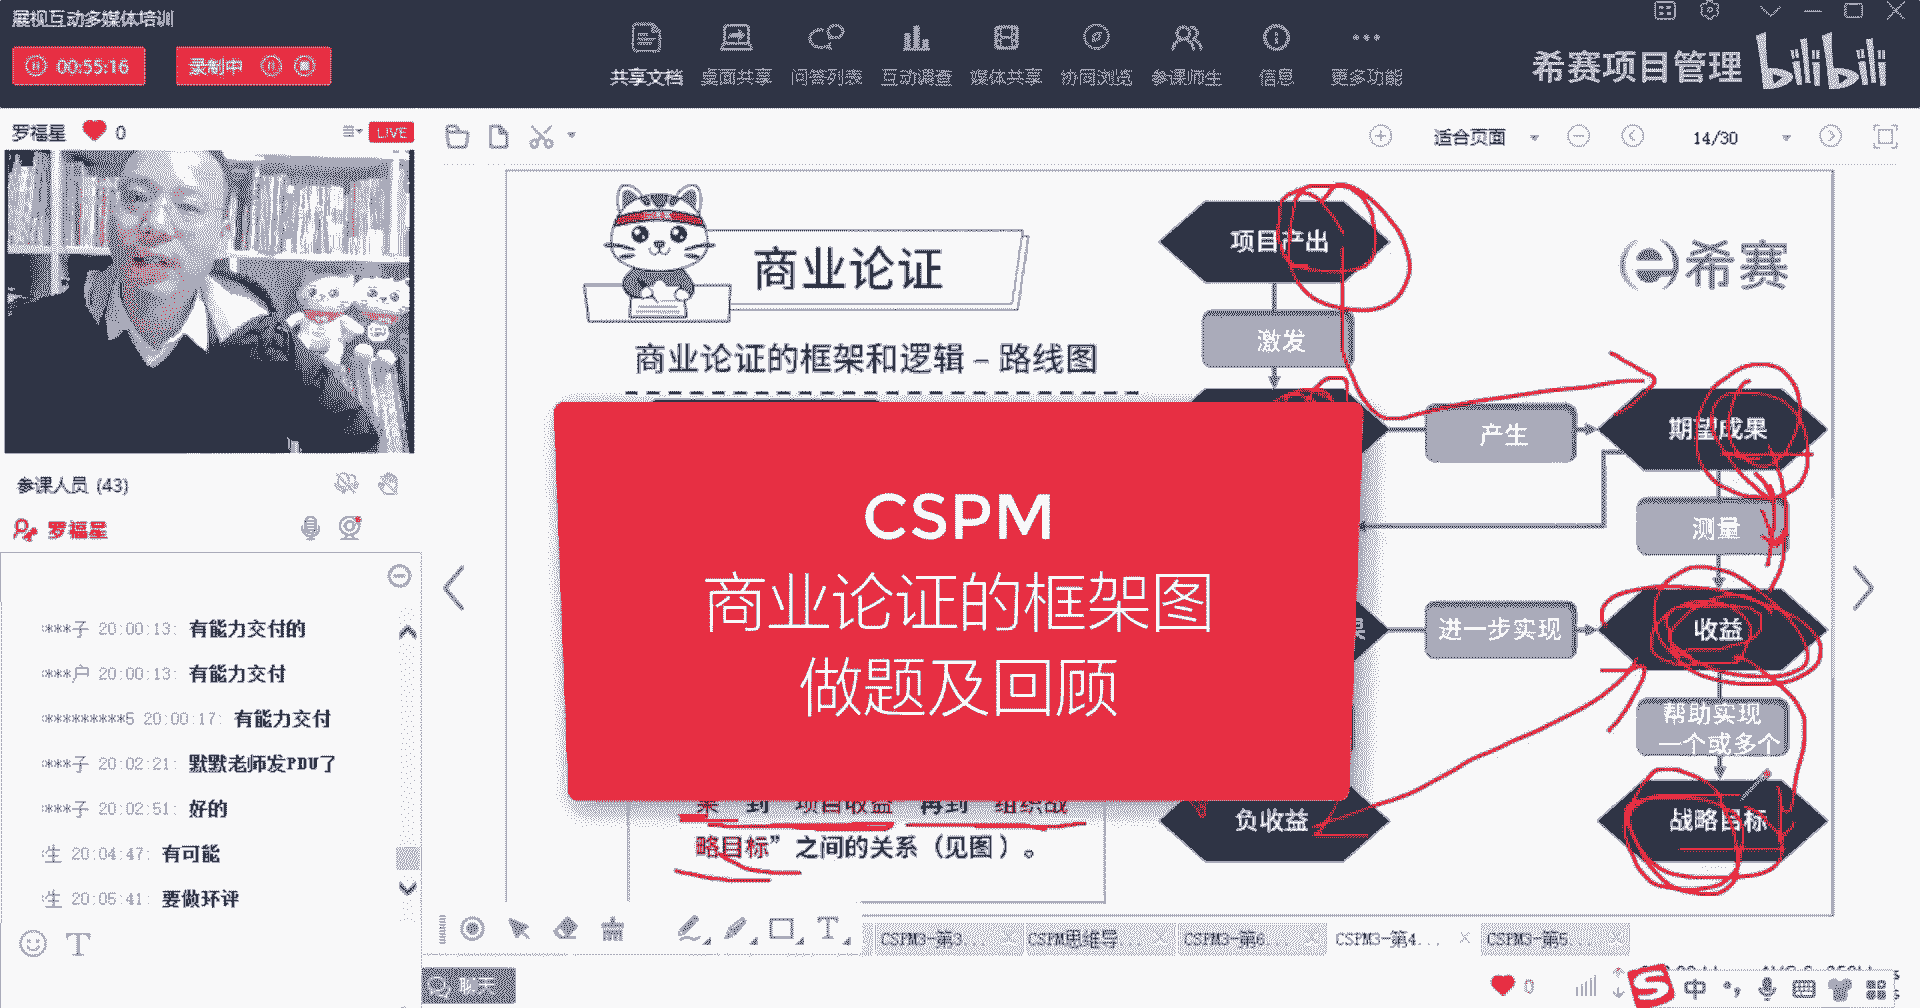 展视互动多媒体培训
00:55:16
录制中
共享文档
桌面共享
问答列表
互动调查
媒体共享
协同浏览
参课师生
信息
更多功能
希赛项目管理
bilibili
罗福星
0
LIVE
适合页面
14/30
参课人员 (43)
罗福星
***子 20:00:13: 有能力交付的
***户 20:00:13: 有能力交付
*********5 20:00:17: 有能力交付
***子 20:02:21: 默默老师发PDU了
***子 20:02:51: 好的
生 20:04:47: 有可能
生 20:05:41: 要做环评
商业论证
希赛
商业论证的框架和逻辑 – 路线图
项目产出
激发
产生
期望成果
测量
进一步实现
收益
帮助实现
一个或多个
负收益
战略目标
CSPM
商业论证的框架图
做题及回顾
果” 到 “项目收益” 再到 “组织战
略目标” 之间的关系（见图）。
CSPM3-第3...
CSPM思维导...
CSPM3-第6...
CSPM3-第4...
CSPM3-第5...
聊天
0
中